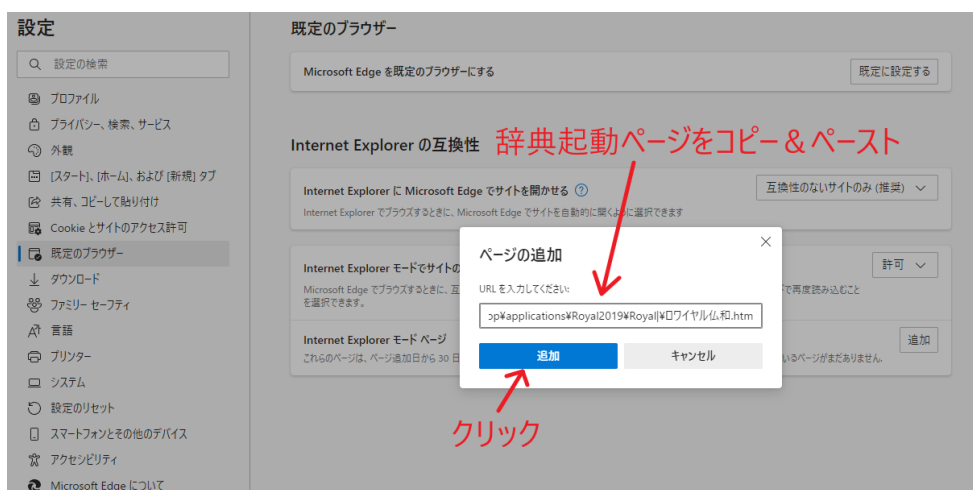 設定
設定の検索
プロファイル
プライバシー、検索、サービス
外観
[スタート]、[ホーム]、および [新規] タブ
共有、コピーして貼り付け
Cookie とサイトのアクセス許可
既定のブラウザー
ダウンロード
ファミリー セーフティ
言語
プリンター
システム
設定のリセット
スマートフォンとその他のデバイス
アクセシビリティ
Microsoft Edge について
既定のブラウザー
Microsoft Edge を既定のブラウザーにする
既定に設定する
Internet Explorer の互換性
辞典起動ページをコピー＆ペースト
Internet Explorer に Microsoft Edge でサイトを開かせる
互換性のないサイトのみ (推奨)
Internet Explorer でブラウズするときに、Microsoft Edge でサイトを自動的に開くように選択できます
Internet Explorer モードでサイトの
許可
Microsoft Edge でブラウズするときに、互
で再度読み込むこと
を選択できます。
Internet Explorer モード ページ
追加
これらのページは、ページ追加日から 30 日
いるページがまだありません。
ページの追加
URL を入力してください:
op¥applications¥Royal2019¥Royal|¥ロワイヤル仏和.htm
追加
キャンセル
クリック